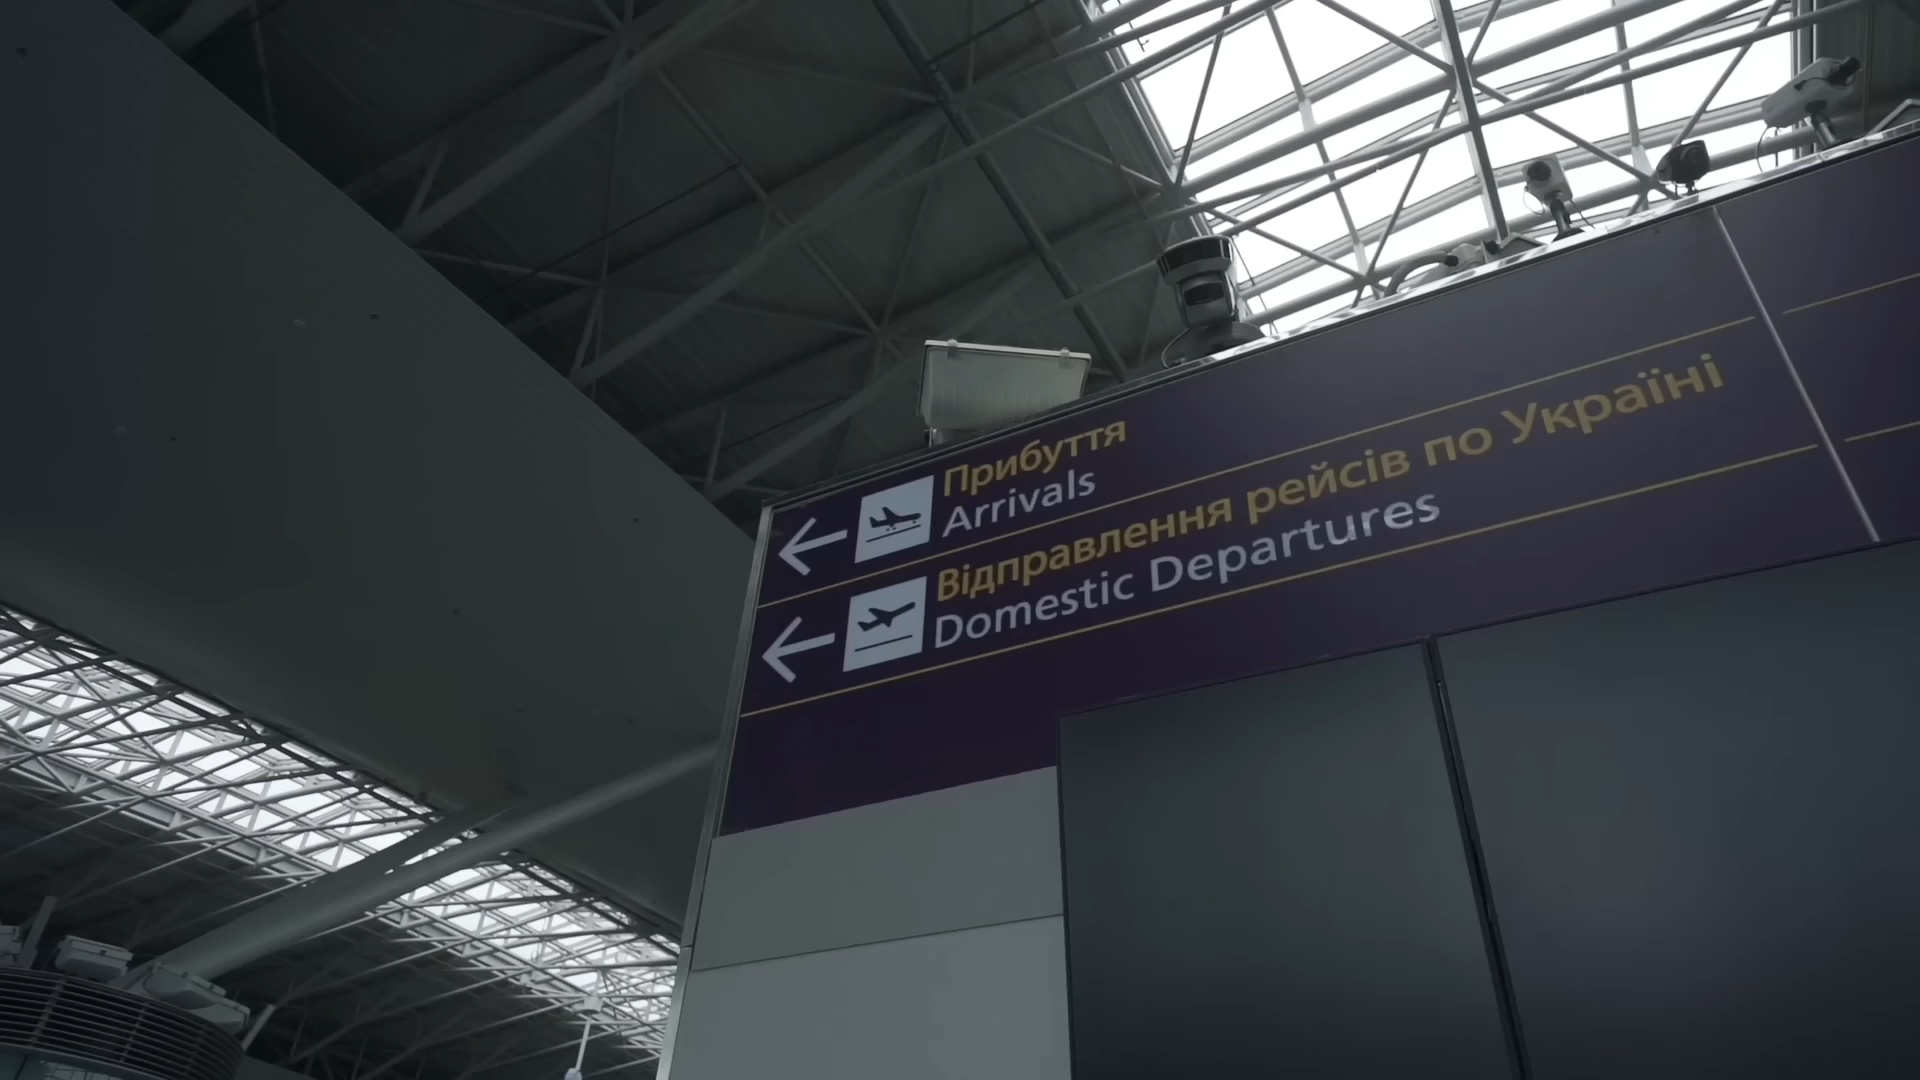 Прибуття
Arrivals
Відправлення рейсів по Україні
Domestic Departures